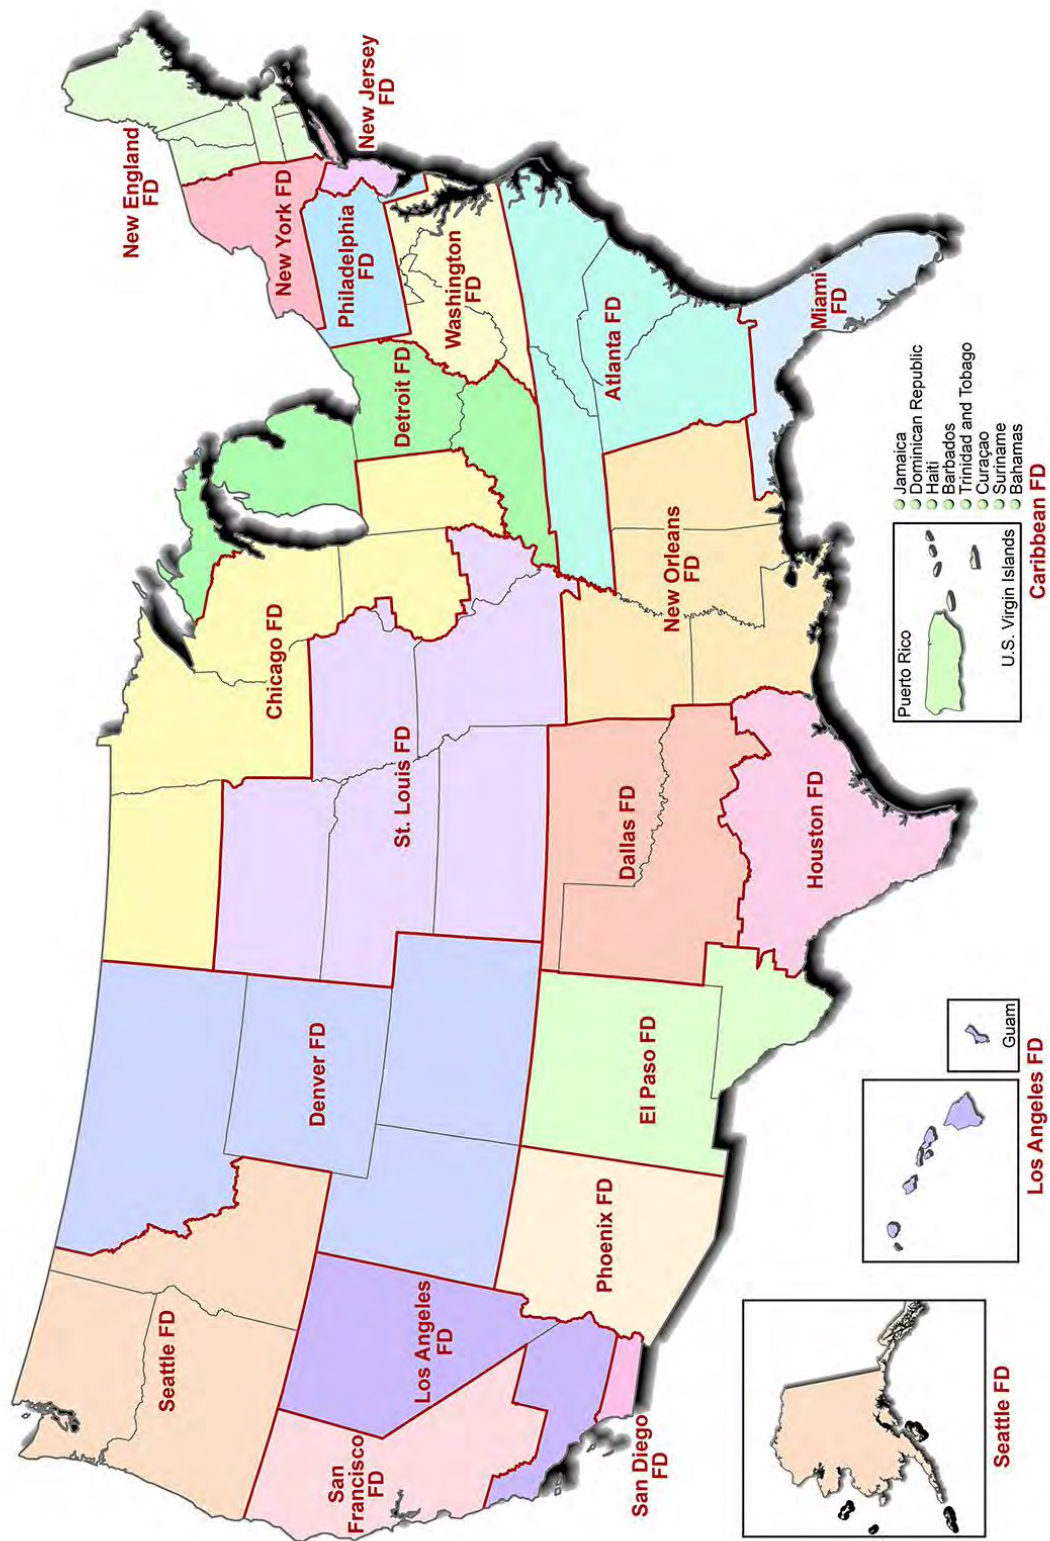 Seattle FD
San
Francisco
FD
Los Angeles
FD
San Diego
FD
Phoenix FD
Denver FD
El Paso FD
St. Louis FD
Dallas FD
Houston FD
Chicago FD
New Orleans
FD
Detroit FD
Atlanta FD
Miami
FD
Washington
FD
Philadelphia
FD
New York FD
New England
FD
New Jersey
FD
Seattle FD
Guam
Los Angeles FD
Puerto Rico
U.S. Virgin Islands
Jamaica
Dominican Republic
Haiti
Barbados
Trinidad and Tobago
Curaçao
Suriname
Bahamas
Caribbean FD